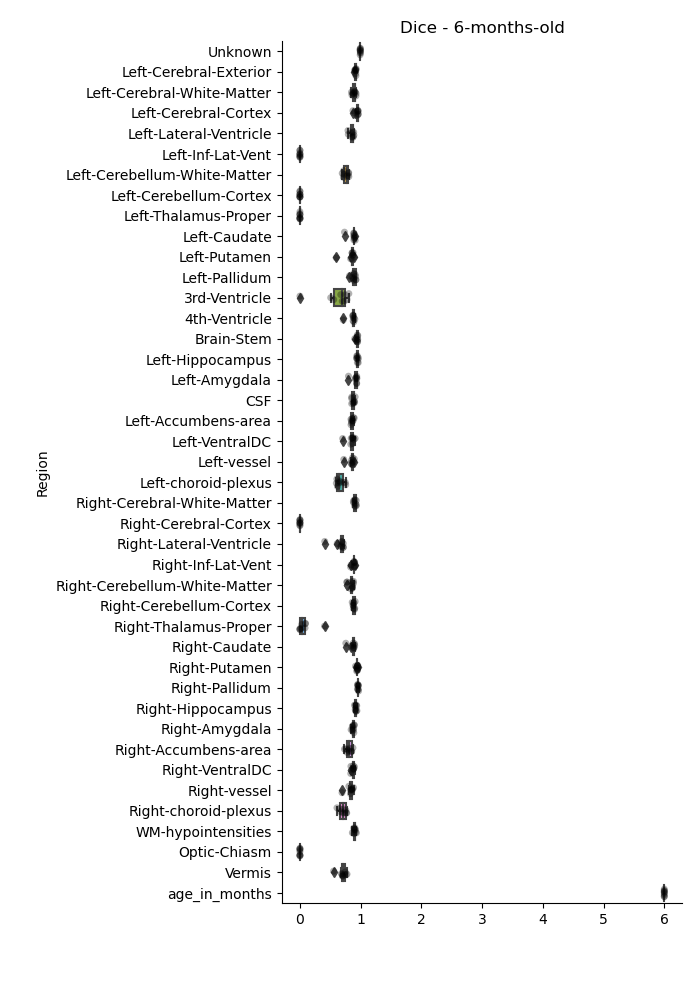 Dice - 6-months-old
Region
Unknown
Left-Cerebral-Exterior
Left-Cerebral-White-Matter
Left-Cerebral-Cortex
Left-Lateral-Ventricle
Left-Inf-Lat-Vent
Left-Cerebellum-White-Matter
Left-Cerebellum-Cortex
Left-Thalamus-Proper
Left-Caudate
Left-Putamen
Left-Pallidum
3rd-Ventricle
4th-Ventricle
Brain-Stem
Left-Hippocampus
Left-Amygdala
CSF
Left-Accumbens-area
Left-VentralDC
Left-vessel
Left-choroid-plexus
Right-Cerebral-White-Matter
Right-Cerebral-Cortex
Right-Lateral-Ventricle
Right-Inf-Lat-Vent
Right-Cerebellum-White-Matter
Right-Cerebellum-Cortex
Right-Thalamus-Proper
Right-Caudate
Right-Putamen
Right-Pallidum
Right-Hippocampus
Right-Amygdala
Right-Accumbens-area
Right-VentralDC
Right-vessel
Right-choroid-plexus
WM-hypointensities
Optic-Chiasm
Vermis
age_in_months
0 1 2 3 4 5 6